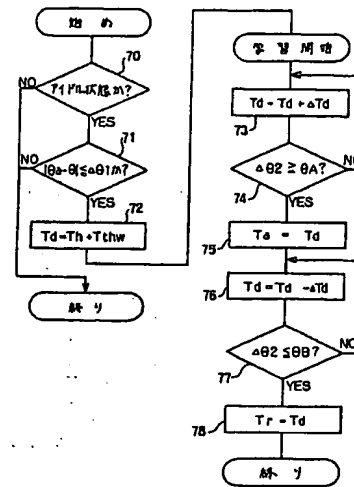 始め
70
アイドル状態か?
NO
YES
71
|θa-θ|≦Δθ1か?
NO
YES
72
Td=Th+Tthw
終り
学習開始
Td=Td+ΔTd
73
Δθ2≧θA?
NO
74
YES
75
Ta = Td
76
Td=Td-ΔTd
Δθ2≦θB?
NO
77
YES
78
Tr=Td
終り